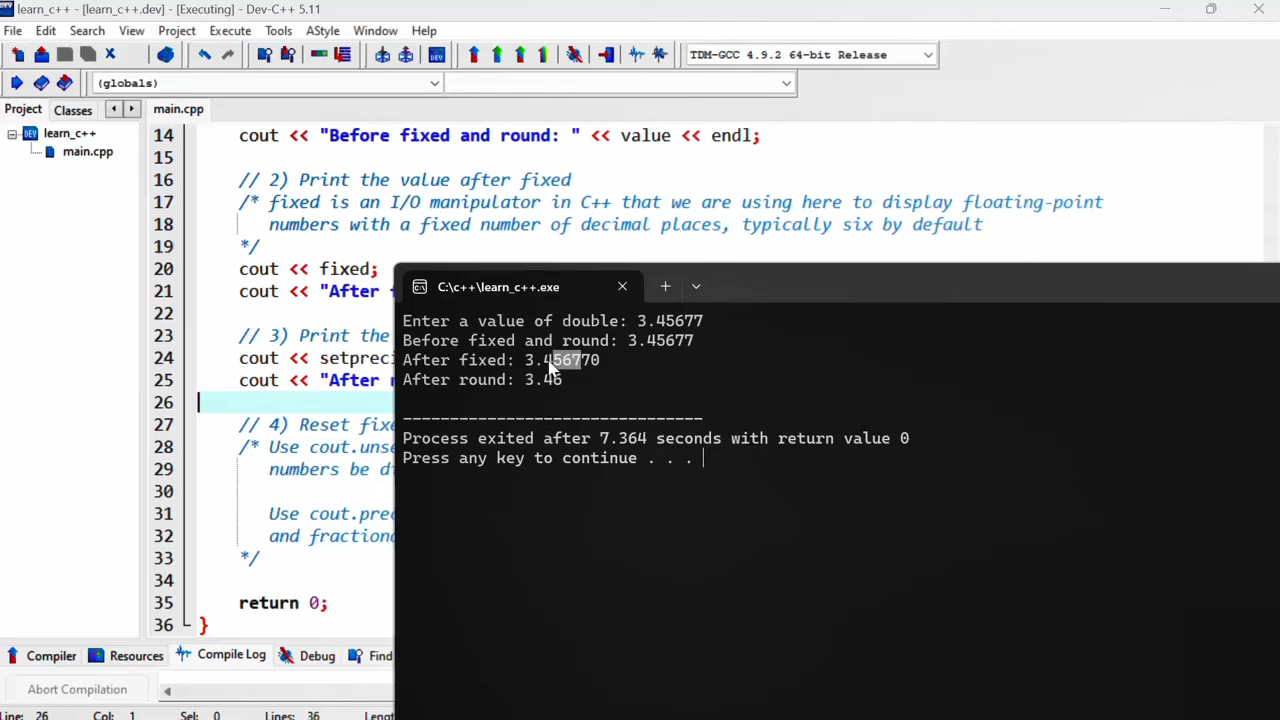 learn_c++ - [learn_c++.dev] - [Executing] - Dev-C++ 5.11
File Edit Search View Project Execute Tools AStyle Window Help
TDM-GCC 4.9.2 64-bit Release
(globals)
Project Classes main.cpp
learn_c++
main.cpp
14 cout << "Before fixed and round: " << value << endl;
15
16 // 2) Print the value after fixed
17 /* fixed is an I/O manipulator in C++ that we are using here to display floating-point
18 numbers with a fixed number of decimal places, typically six by default
19 */
20 cout << fixed;
21 cout << "After
22
23 // 3) Print the
24 cout <<
25 cout << "After
26
27 // 4) Reset
28 /* Use
29 numbers be
30
31 Use
32 and
33 */
34
35 return 0;
36 }
C:\c++\learn_c++.exe
Enter a value of double: 3.45677
Before fixed and round: 3.45677
After fixed: 3.456770
After round: 3.46
--------------------------------
Process exited after 7.364 seconds with return value 0
Press any key to continue . . .
Compiler Resources Compile Log Debug Find
Abort Compilation
Line: 26 Col: 1 Sel: 0 Lines: 36